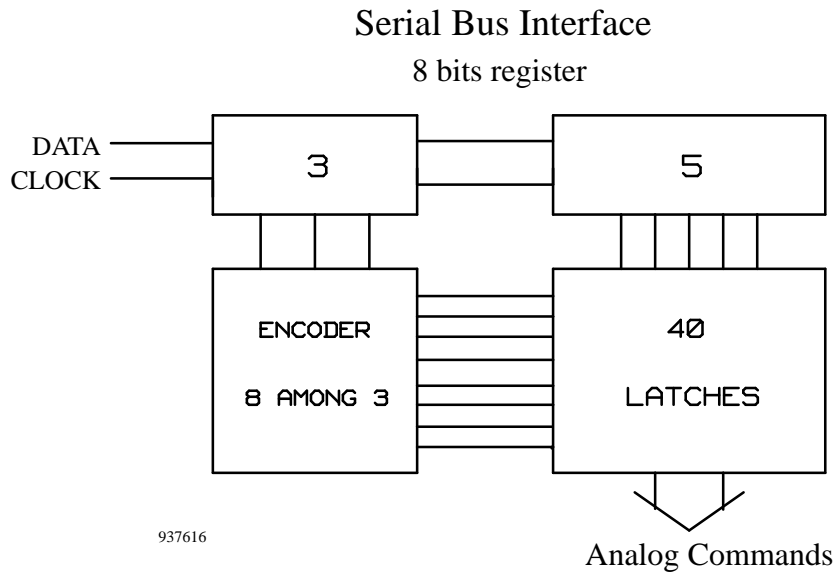 Serial Bus Interface
8 bits register
DATA
CLOCK
3
5
ENCODER
8 AMONG 3
40
LATCHES
937616
Analog Commands